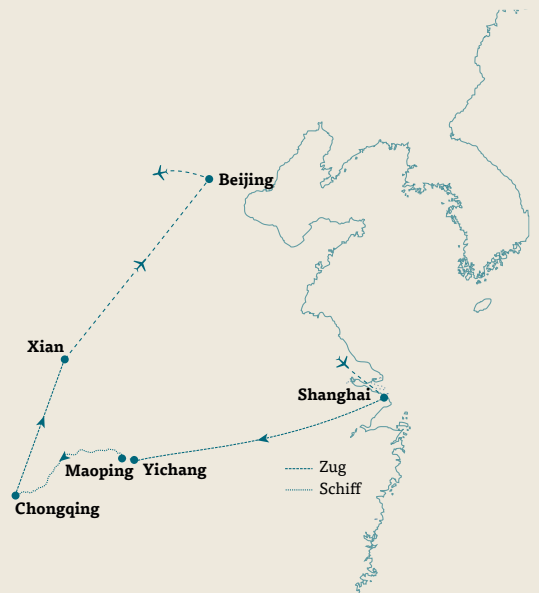 Beijing
Xian
Shanghai
Maoping
Yichang
Zug
Schiff
Chongqing